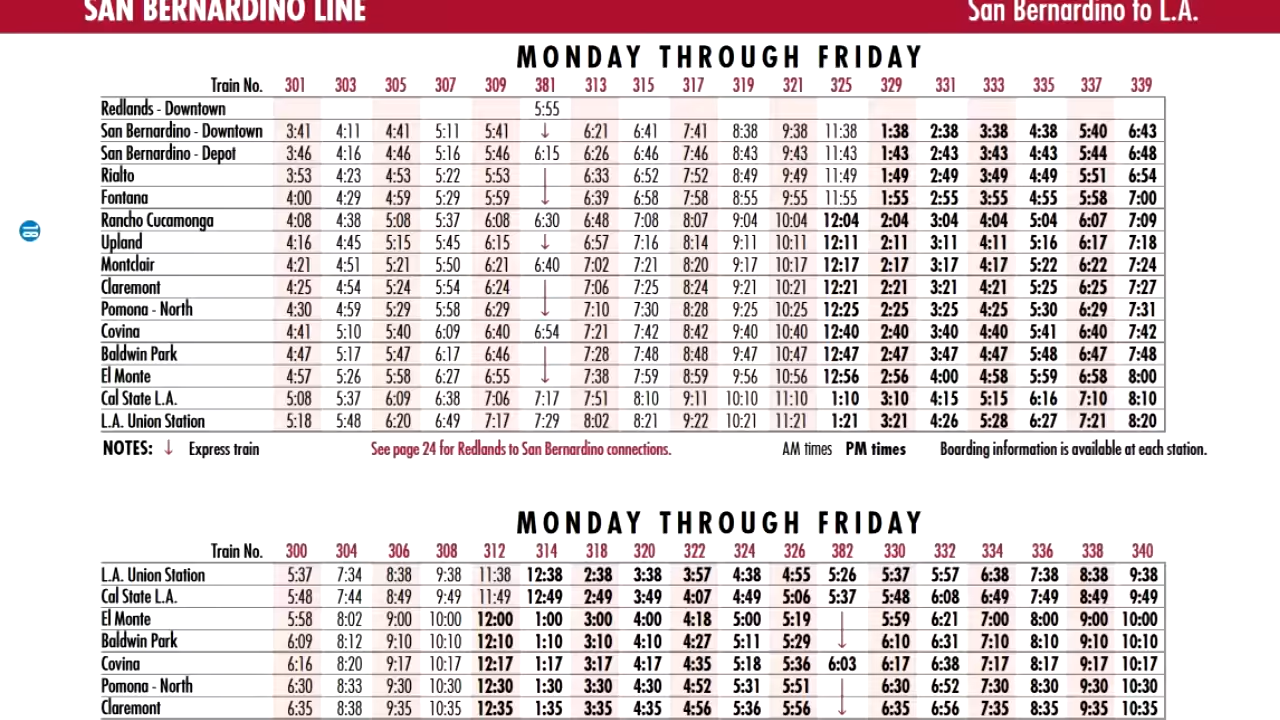 SAN BERNARDINO LINE San Bernardino to L.A.
MONDAY THROUGH FRIDAY
Train No. 301 303 305 307 309 381 313 315 317 319 321 325 329 331 333 335 337 339
Redlands - Downtown 5:55
San Bernardino - Downtown 3:41 4:11 4:41 5:11 5:41 ↓ 6:21 6:41 7:41 8:38 9:38 11:38 1:38 2:38 3:38 4:38 5:40 6:43
San Bernardino - Depot 3:46 4:16 4:46 5:16 5:46 6:15 6:26 6:46 7:46 8:43 9:43 11:43 1:43 2:43 3:43 4:43 5:44 6:48
Rialto 3:53 4:23 4:53 5:22 5:53 6:33 6:52 7:52 8:49 9:49 11:49 1:49 2:49 3:49 4:49 5:51 6:54
Fontana 4:00 4:29 4:59 5:29 5:59 ↓ 6:39 6:58 7:58 8:55 9:55 11:55 1:55 2:55 3:55 4:55 5:58 7:00
18
Rancho Cucamonga 4:08 4:38 5:08 5:37 6:08 6:30 6:48 7:08 8:07 9:04 10:04 12:04 2:04 3:04 4:04 5:04 6:07 7:09
Upland 4:16 4:45 5:15 5:45 6:15 ↓ 6:57 7:16 8:14 9:11 10:11 12:11 2:11 3:11 4:11 5:16 6:17 7:18
Montclair 4:21 4:51 5:21 5:50 6:21 6:40 7:02 7:21 8:20 9:17 10:17 12:17 2:17 3:17 4:17 5:22 6:22 7:24
Claremont 4:25 4:54 5:24 5:54 6:24 7:06 7:25 8:24 9:21 10:21 12:21 2:21 3:21 4:21 5:25 6:25 7:27
Pomona - North 4:30 4:59 5:29 5:58 6:29 ↓ 7:10 7:30 8:28 9:25 10:25 12:25 2:25 3:25 4:25 5:30 6:29 7:31
Covina 4:41 5:10 5:40 6:09 6:40 6:54 7:21 7:42 8:42 9:40 10:40 12:40 2:40 3:40 4:40 5:41 6:40 7:42
Baldwin Park 4:47 5:17 5:47 6:17 6:46 7:28 7:48 8:48 9:47 10:47 12:47 2:47 3:47 4:47 5:48 6:47 7:48
El Monte 4:57 5:26 5:58 6:27 6:55 ↓ 7:38 7:59 8:59 9:56 10:56 12:56 2:56 4:00 4:58 5:59 6:58 8:00
Cal State L.A. 5:08 5:37 6:09 6:38 7:06 7:17 7:51 8:10 9:11 10:10 11:10 1:10 3:10 4:15 5:15 6:16 7:10 8:10
L.A. Union Station 5:18 5:48 6:20 6:49 7:17 7:29 8:02 8:21 9:22 10:21 11:21 1:21 3:21 4:26 5:28 6:27 7:21 8:20
NOTES: ↓ Express train See page 24 for Redlands to San Bernardino connections. AM times PM times Boarding information is available at each station.
MONDAY THROUGH FRIDAY
Train No. 300 304 306 308 312 314 318 320 322 324 326 382 330 332 334 336 338 340
L.A. Union Station 5:37 7:34 8:38 9:38 11:38 12:38 2:38 3:38 3:57 4:38 4:55 5:26 5:37 5:57 6:38 7:38 8:38 9:38
Cal State L.A. 5:48 7:44 8:49 9:49 11:49 12:49 2:49 3:49 4:07 4:49 5:06 5:37 5:48 6:08 6:49 7:49 8:49 9:49
El Monte 5:58 8:02 9:00 10:00 12:00 1:00 3:00 4:00 4:18 5:00 5:19 5:59 6:21 7:00 8:00 9:00 10:00
Baldwin Park 6:09 8:12 9:10 10:10 12:10 1:10 3:10 4:10 4:27 5:11 5:29 ↓ 6:10 6:31 7:10 8:10 9:10 10:10
Covina 6:16 8:20 9:17 10:17 12:17 1:17 3:17 4:17 4:35 5:18 5:36 6:03 6:17 6:38 7:17 8:17 9:17 10:17
Pomona - North 6:30 8:33 9:30 10:30 12:30 1:30 3:30 4:30 4:52 5:31 5:51 6:30 6:52 7:30 8:30 9:30 10:30
Claremont 6:35 8:38 9:35 10:35 12:35 1:35 3:35 4:35 4:56 5:36 5:56 ↓ 6:35 6:56 7:35 8:35 9:35 10:35